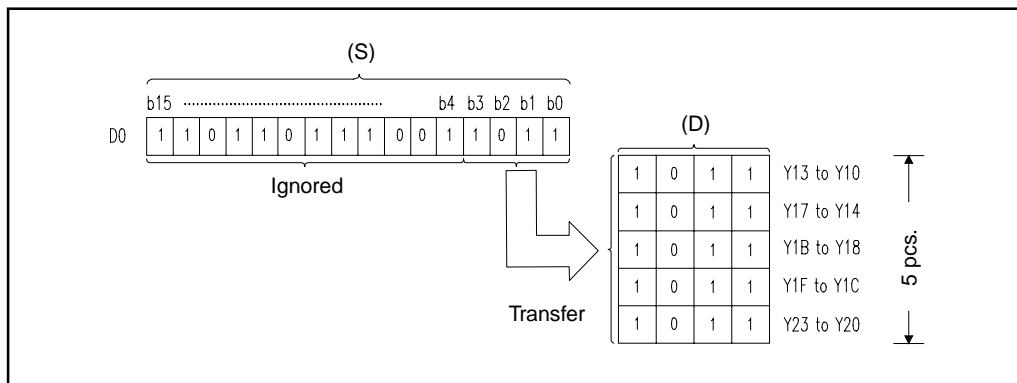 (S)
b15 ........................................ b4 b3 b2 b1 b0
D0 1 1 0 1 1 0 1 1 1 0 0 1 1 0 1 1
Ignored
(D)
1 0 1 1 Y13 to Y10
1 0 1 1 Y17 to Y14
1 0 1 1 Y1B to Y18
1 0 1 1 Y1F to Y1C
1 0 1 1 Y23 to Y20
5 pcs.
Transfer